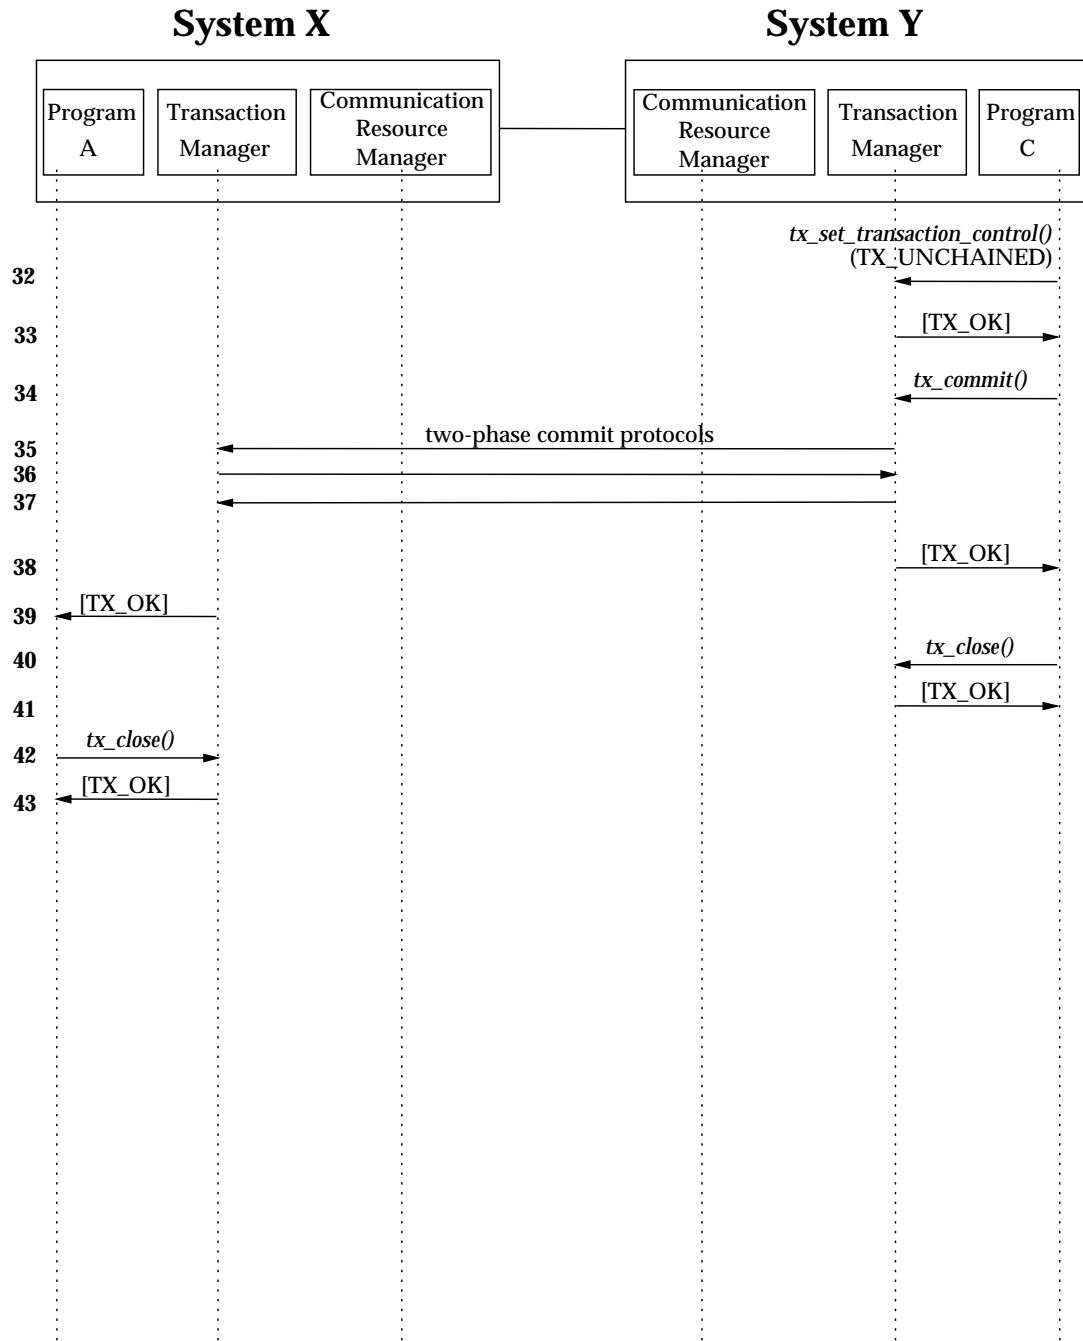 System X
System Y
Program
A
Transaction
Manager
Communication
Resource
Manager
Communication
Resource
Manager
Transaction
Manager
Program
C
tx_set_transaction_control()
(TX_UNCHAINED)
32
33
[TX_OK]
34
tx_commit()
35
two-phase commit protocols
36
37
38
[TX_OK]
39
[TX_OK]
40
tx_close()
41
[TX_OK]
42
tx_close()
43
[TX_OK]